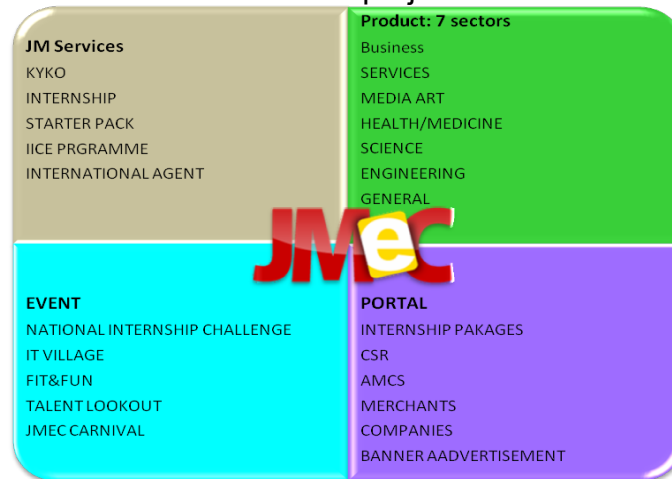 JM Services
KYKO
INTERNSHIP
STARTER PACK
IICE PRGRAMME
INTERNATIONAL AGENT
Product: 7 sectors
Business
SERVICES
MEDIA ART
HEALTH/MEDICINE
SCIENCE
ENGINEERING
GENERAL
JMeC
EVENT
NATIONAL INTERNSHIP CHALLENGE
IT VILLAGE
FIT&FUN
TALENT LOOKOUT
JMEC CARNIVAL
PORTAL
INTERNSHIP PAKAGES
CSR
AMCS
MERCHANTS
COMPANIES
BANNER AADVERTISEMENT